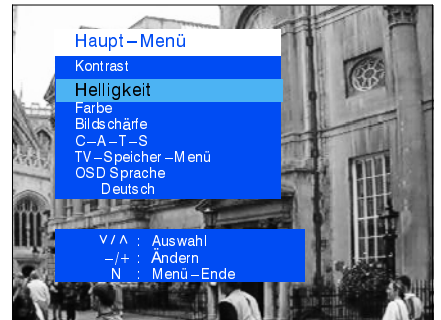 Haupt–Menü
Kontrast
Helligkeit
Farbe
Bildschärfe
C–A–T–S
TV–Speicher–Menü
OSD Sprache
Deutsch
∨/∧ : Auswahl
–/+ : Ändern
N : Menü–Ende